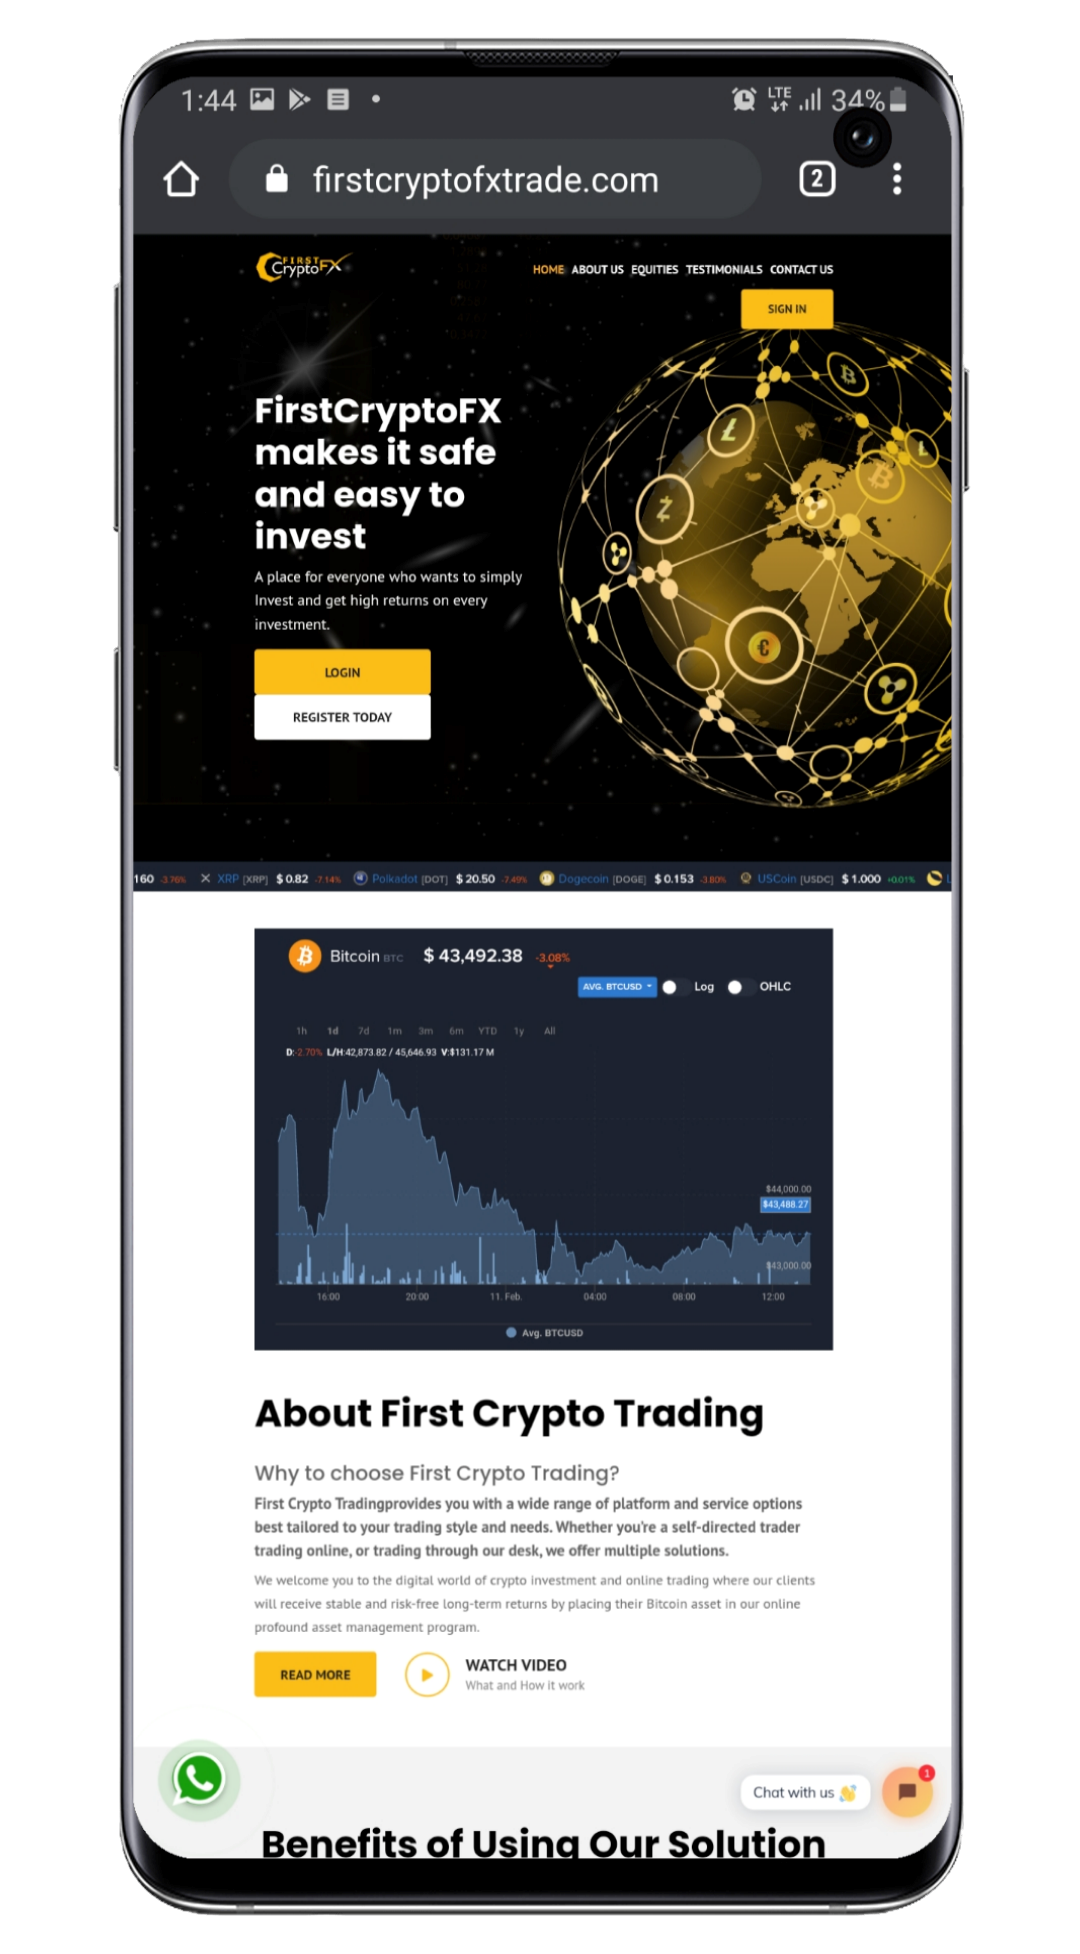 1:44
LTE
34%
firstcryptofxtrade.com
2
FIRST
CryptoFX
HOME ABOUT US EQUITIES TESTIMONIALS CONTACT US
SIGN IN
FirstCryptoFX
makes it safe
and easy to
invest
A place for everyone who wants to simply
Invest and get high returns on every
investment.
LOGIN
REGISTER TODAY
160 -3.76% XRP [XRP] $ 0.82 -7.14% Polkadot [DOT] $ 20.50 -7.49% Dogecoin [DOGE] $ 0.153 -3.80% USCoin [USDC] $ 1.000 +0.01% L
Bitcoin BTC $ 43,492.38 -3.08%
AVG. BTCUSD Log OHLC
1h 1d 7d 1m 3m 6m YTD 1y All
D:-2.70% L/H:42,873.82 / 45,646.93 V:$131.17 M
$44,000.00
$43,488.27
$43,000.00
16:00 20:00 11. Feb. 04:00 08:00 12:00
Avg. BTCUSD
About First Crypto Trading
Why to choose First Crypto Trading?
First Crypto Tradingprovides you with a wide range of platform and service options
best tailored to your trading style and needs. Whether you're a self-directed trader
trading online, or trading through our desk, we offer multiple solutions.
We welcome you to the digital world of crypto investment and online trading where our clients
will receive stable and risk-free long-term returns by placing their Bitcoin asset in our online
profound asset management program.
READ MORE
WATCH VIDEO
What and How it work
Chat with us 👋
1
Benefits of Using Our Solution